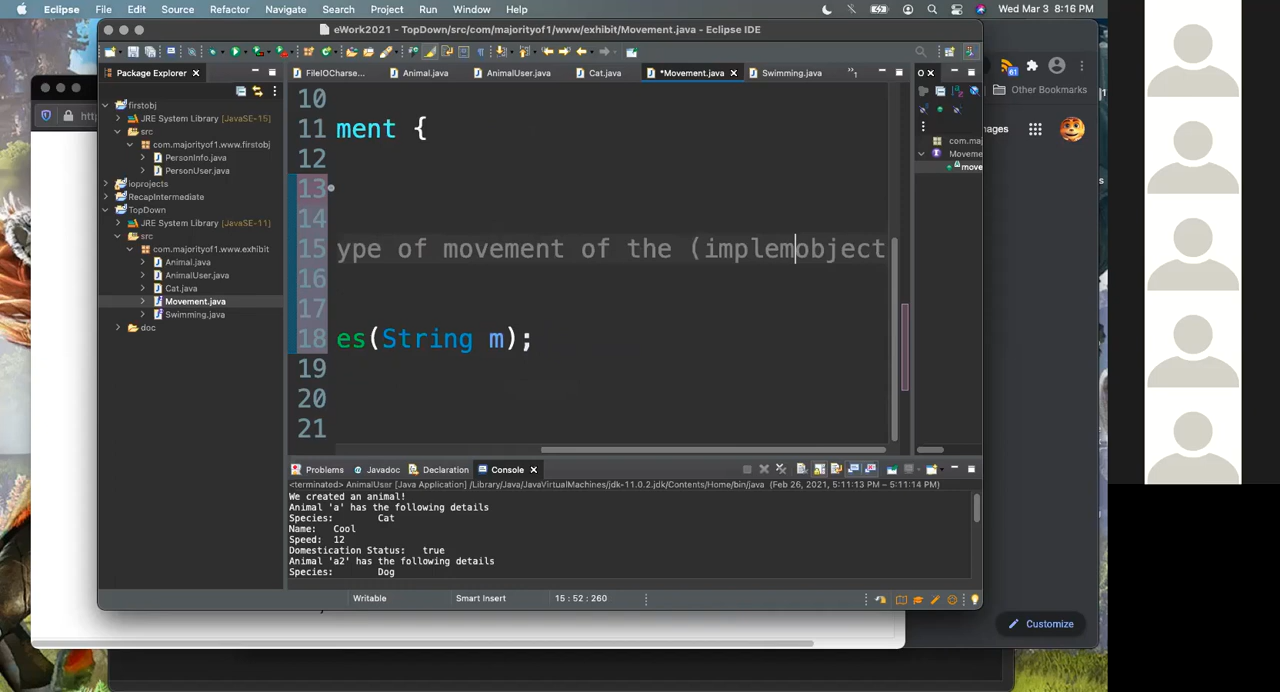 Eclipse File Edit Source Refactor Navigate Search Project Run Window Help Wed Mar 3 8:16 PM
eWork2021 - TopDown/src/com/majorityof1/www/exhibit/Movement.java - Eclipse IDE
61
Package Explorer
FileIOCharse...
Animal.java
AnimalUser.java
Cat.java
*Movement.java
Swimming.java
»1
Other Bookmarks
firstobj
JRE System Library [JavaSE-15]
src
com.majorityof1.www.firstobj
PersonInfo.java
PersonUser.java
ioprojects
RecapIntermediate
TopDown
JRE System Library [JavaSE-11]
src
com.majorityof1.www.exhibit
Animal.java
AnimalUser.java
Cat.java
Movement.java
Swimming.java
doc
10
11 ment {
12
13
14
15 ype of movement of the (implemobject
16
17
18 es(String m);
19
20
21
com.maj
Moveme
move
Problems Javadoc Declaration Console
<terminated> AnimalUser [Java Application] /Library/Java/JavaVirtualMachines/jdk-11.0.2.jdk/Contents/Home/bin/java (Feb 26, 2021, 5:11:13 PM – 5:11:14 PM)
We created an animal!
Animal 'a' has the following details
Species: Cat
Name: Cool
Speed: 12
Domestication Status: true
Animal 'a2' has the following details
Species: Dog
Writable Smart Insert 15 : 52 : 260
Customize